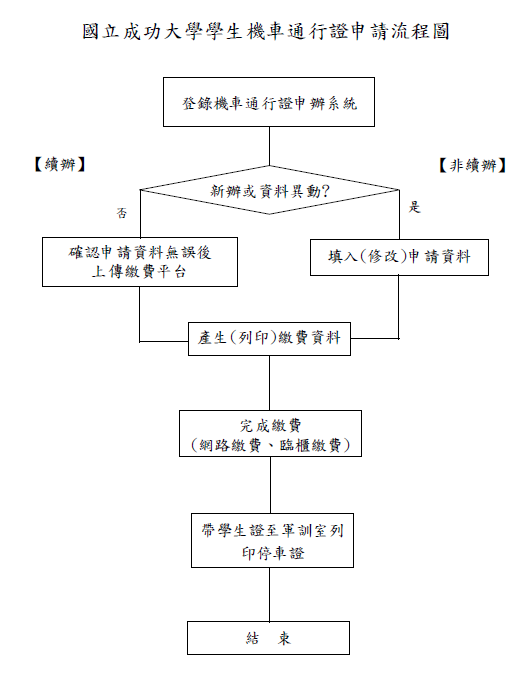 國立成功大學學生機車通行證申請流程圖
登錄機車通行證申辦系統
【續辦】
【非續辦】
新辦或資料異動?
否
是
確認申請資料無誤後
上傳繳費平台
填入(修改)申請資料
產生(列印)繳費資料
完成繳費
(網路繳費、臨櫃繳費)
帶學生證至軍訓室列
印停車證
結 束